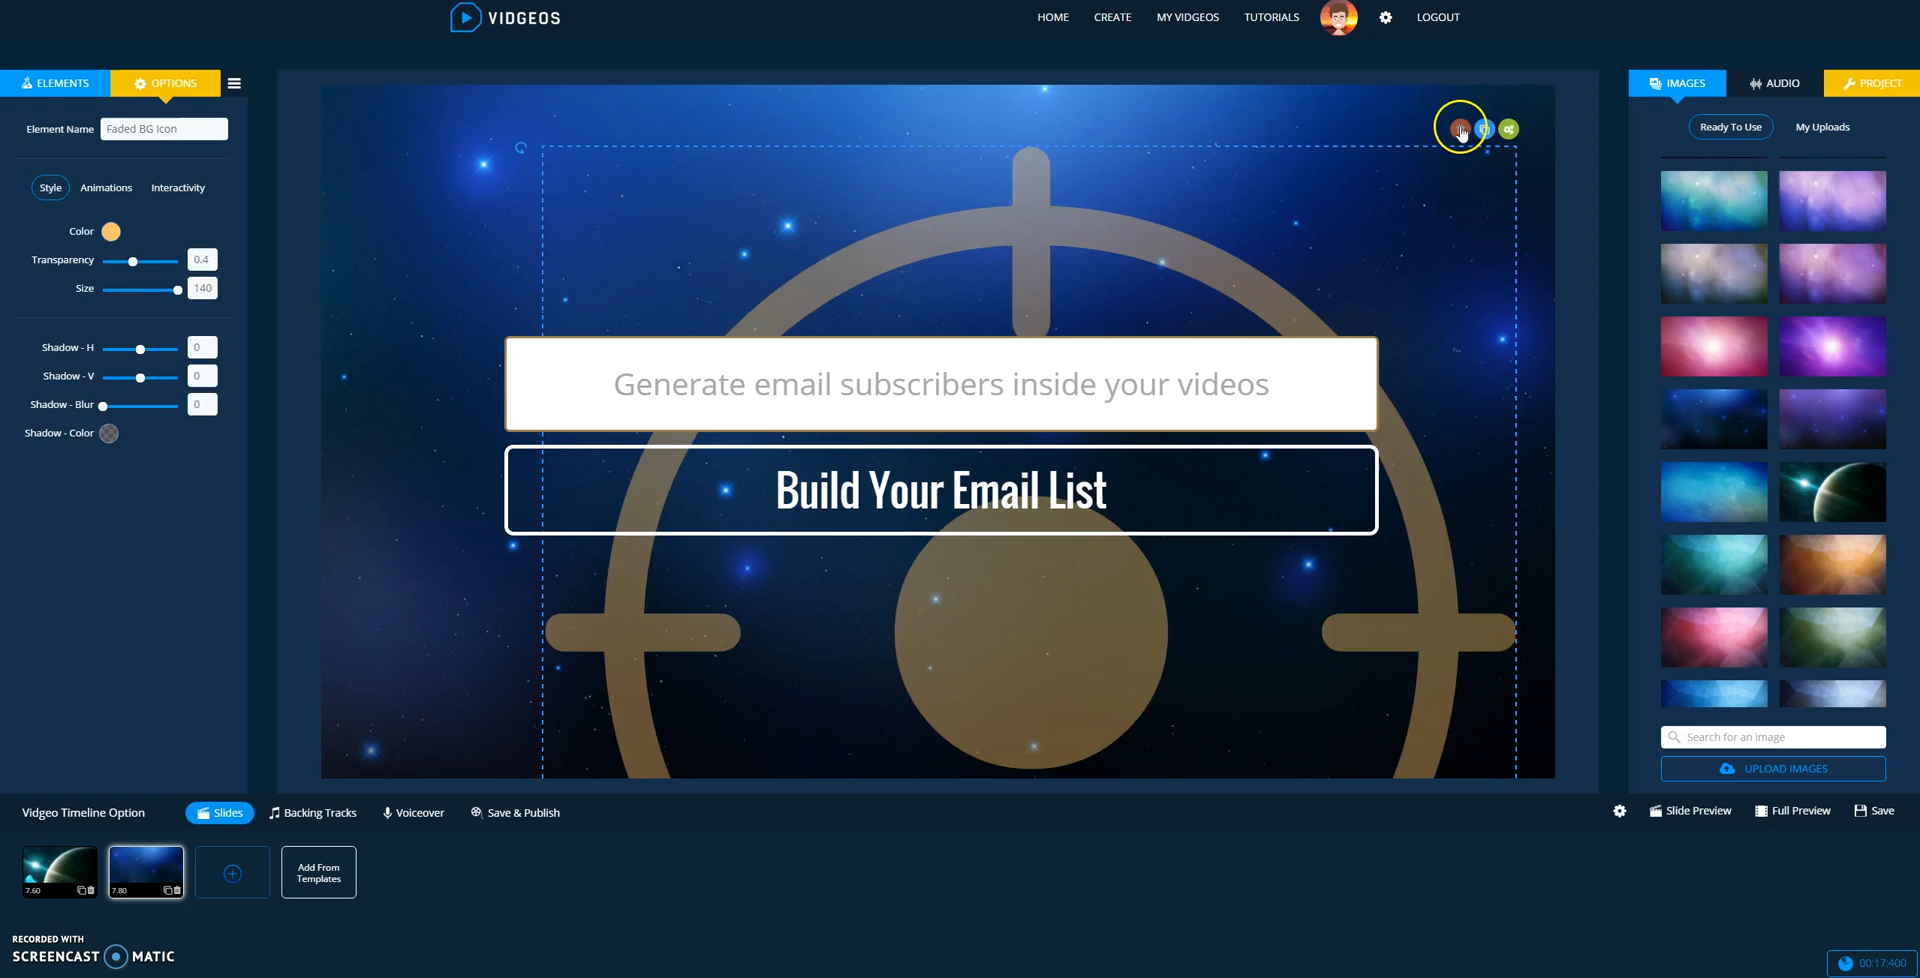 VIDGEOS
HOME
CREATE
MY VIDGEOS
TUTORIALS
LOGOUT
ELEMENTS
OPTIONS
Element Name
Faded BG Icon
Style
Animations
Interactivity
Color
Transparency
0.4
Size
140
Shadow - H
0
Shadow - V
0
Shadow - Blur
0
Shadow - Color
Generate email subscribers inside your videos
Build Your Email List
IMAGES
AUDIO
PROJECT
Ready To Use
My Uploads
Search for an image
UPLOAD IMAGES
Vidgeo Timeline Option
Slides
Backing Tracks
Voiceover
Save & Publish
Slide Preview
Full Preview
Save
7.60
7.80
Add From
Templates
RECORDED WITH
SCREENCAST MATIC
00:17:400